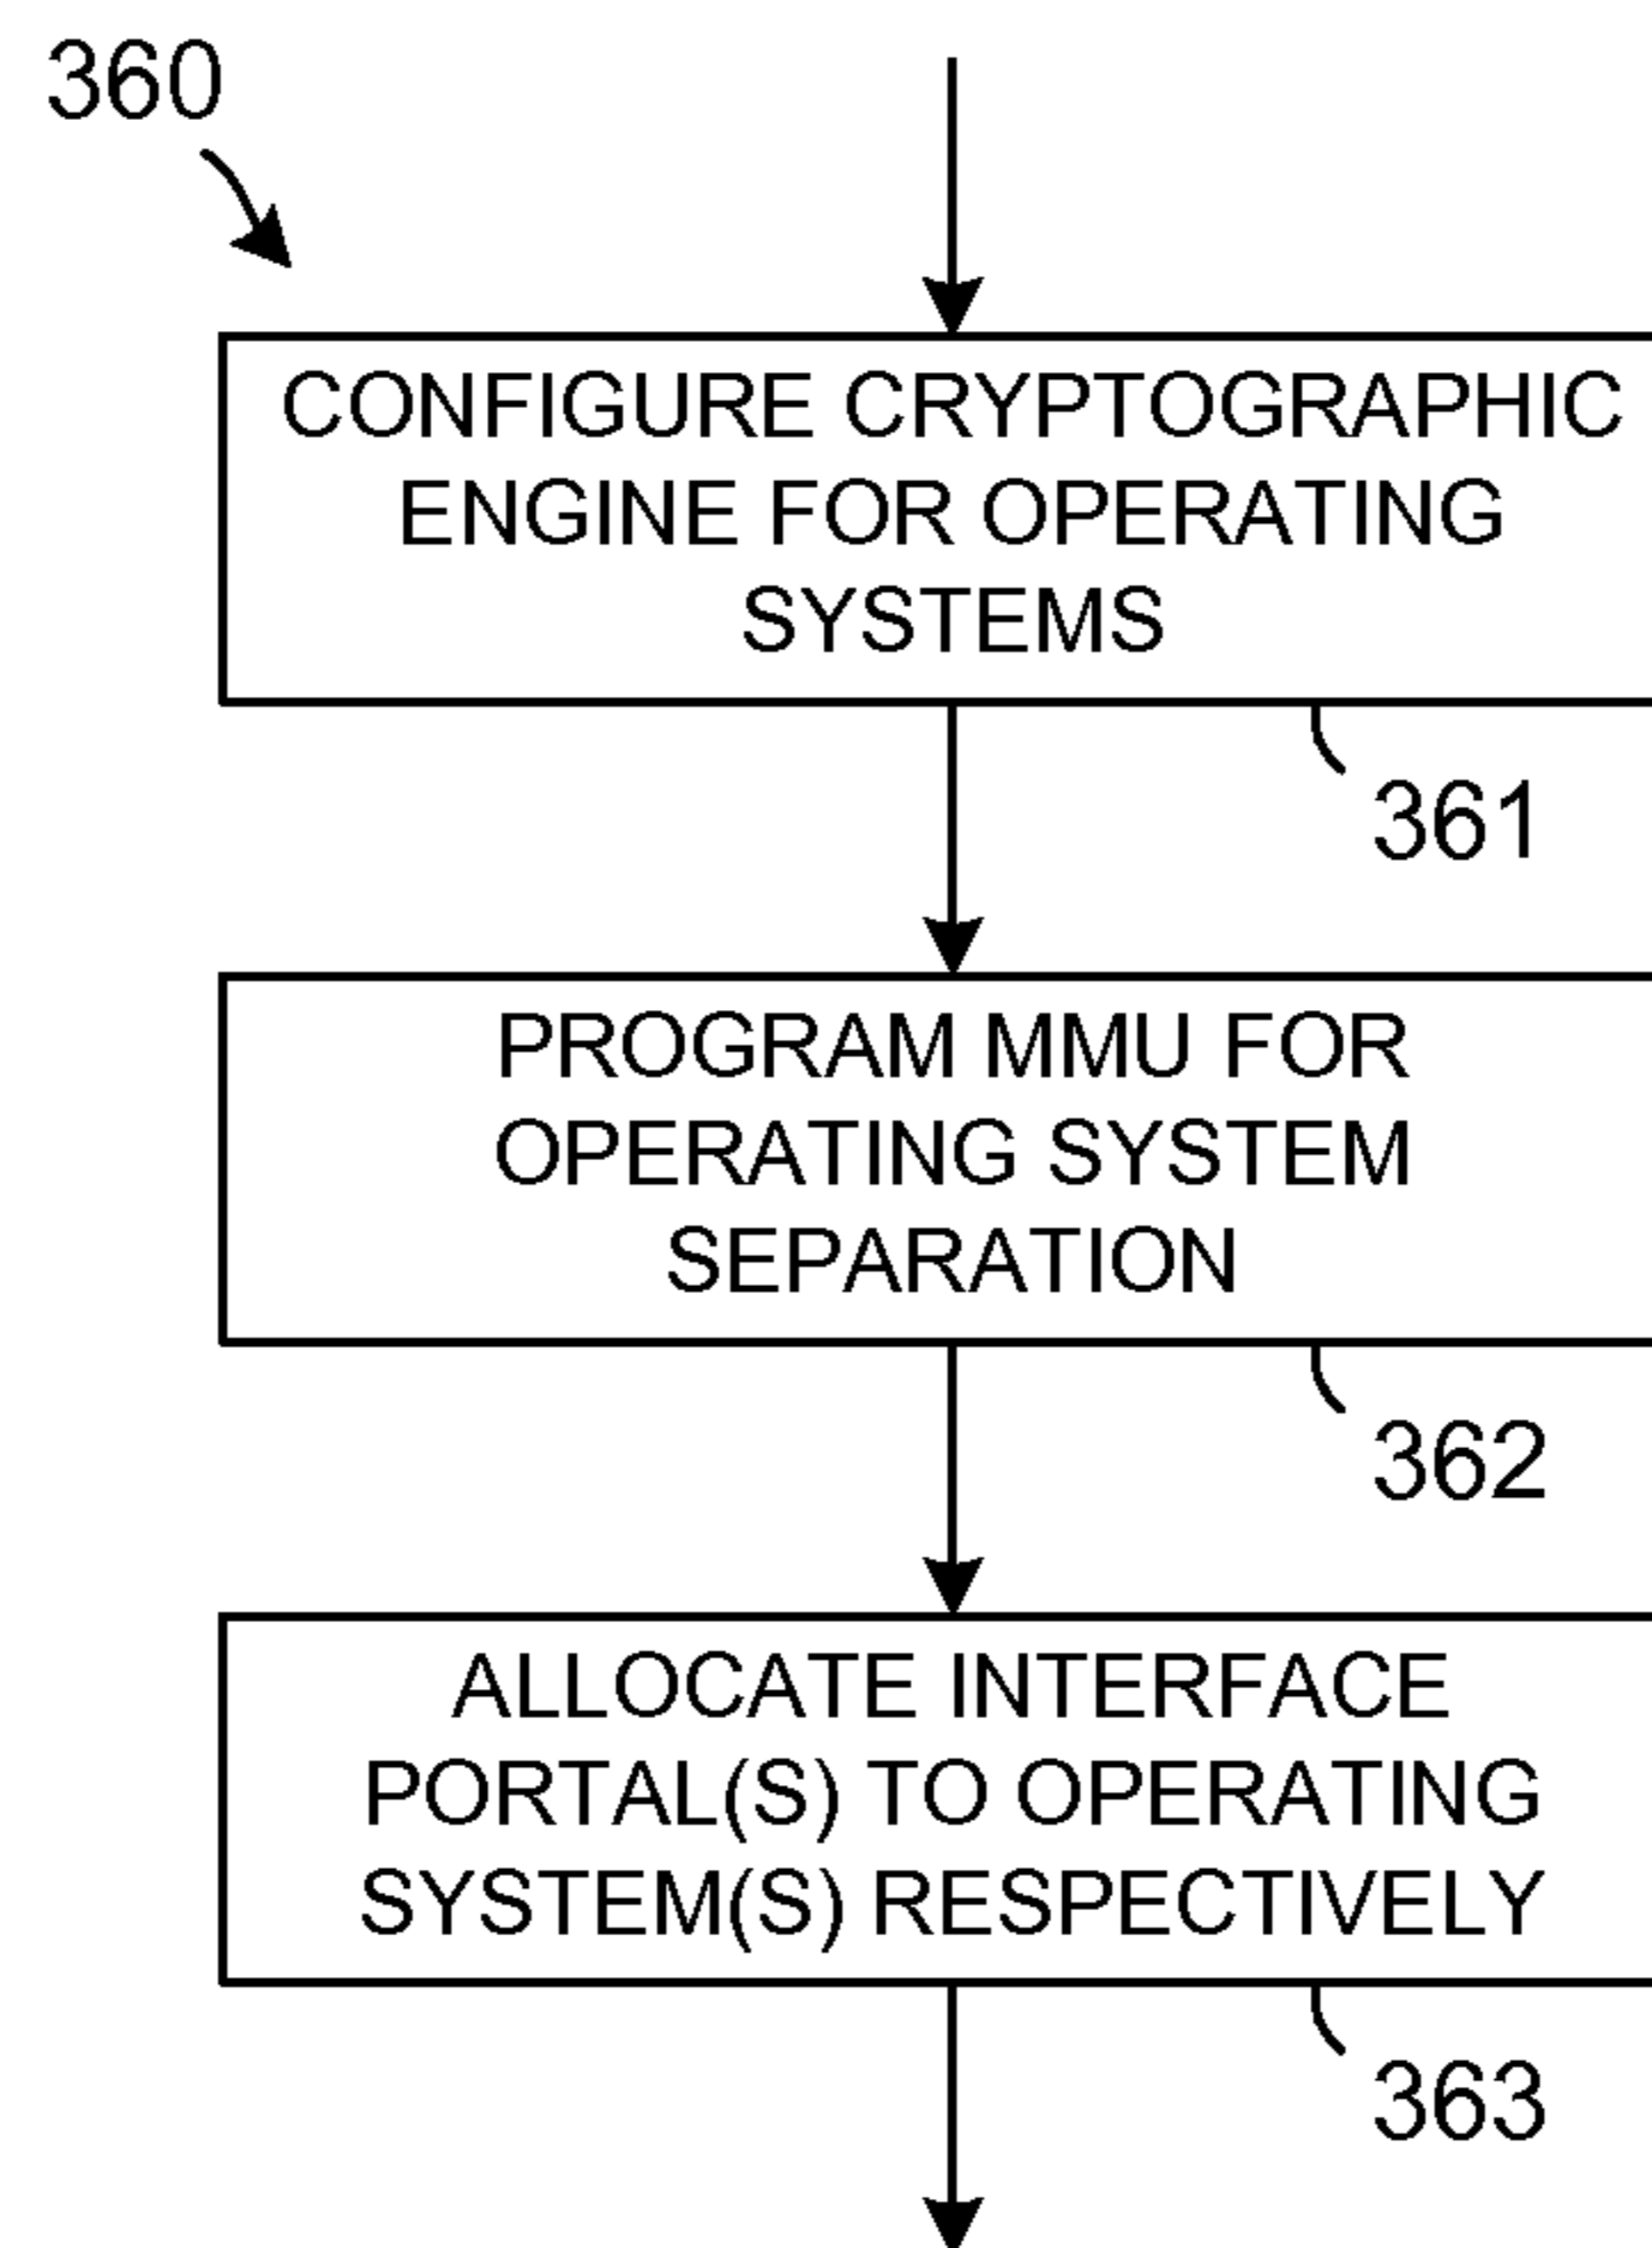 360
CONFIGURE CRYPTOGRAPHIC
ENGINE FOR OPERATING
SYSTEMS
361
PROGRAM MMU FOR
OPERATING SYSTEM
SEPARATION
362
ALLOCATE INTERFACE
PORTAL(S) TO OPERATING
SYSTEM(S) RESPECTIVELY
363